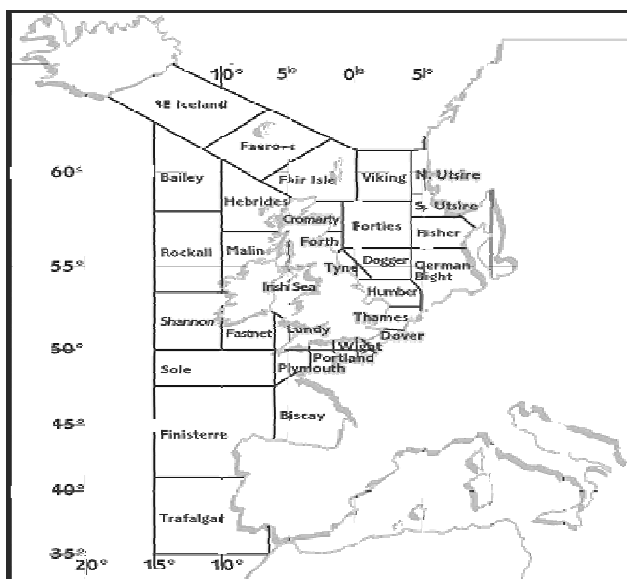 10° 5° 0° 5°
SE Iceland
Faeroes
60°
Bailey
Fair Isle
Viking
N. Utsire
Hebrides
S. Utsire
Cromarty
Forties
Fisher
Forth
Rockall
Malin
Dogger
55°
Tyne
German
Bight
Irish Sea
Humber
Thames
Shannon
Fastnet
Lundy
Dover
Wight
50°
Portland
Sole
Plymouth
Biscay
45°
Finisterre
40°
Trafalgar
35°
20° 15° 10°